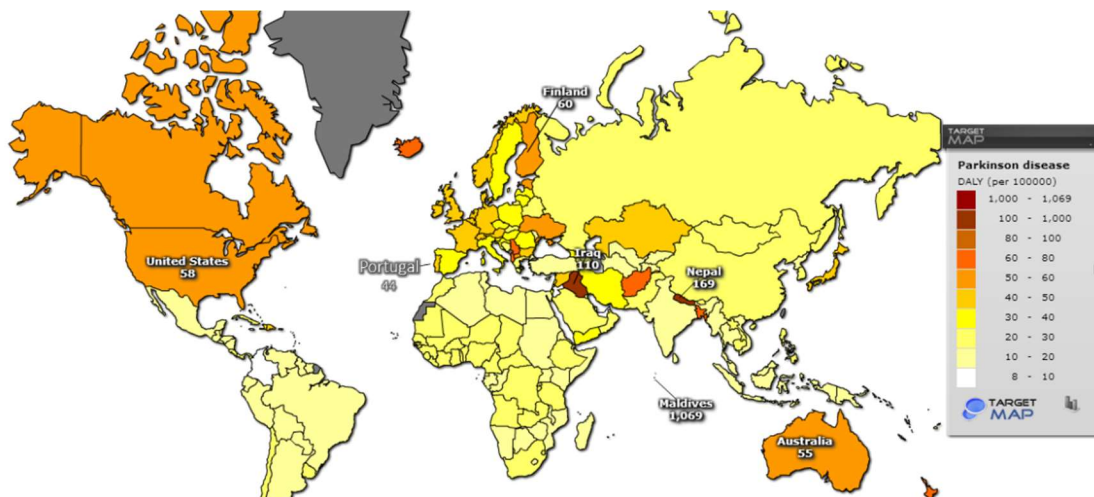 Finland
60
United States
58
Portugal
44
Iraq
110
Nepal
169
Maldives
1,069
Australia
55
TARGET
MAP
Parkinson disease
DALY (per 100000)
1,000 - 1,069
100 - 1,000
80 - 100
60 - 80
50 - 60
40 - 50
30 - 40
20 - 30
10 - 20
8 - 10
TARGET
MAP